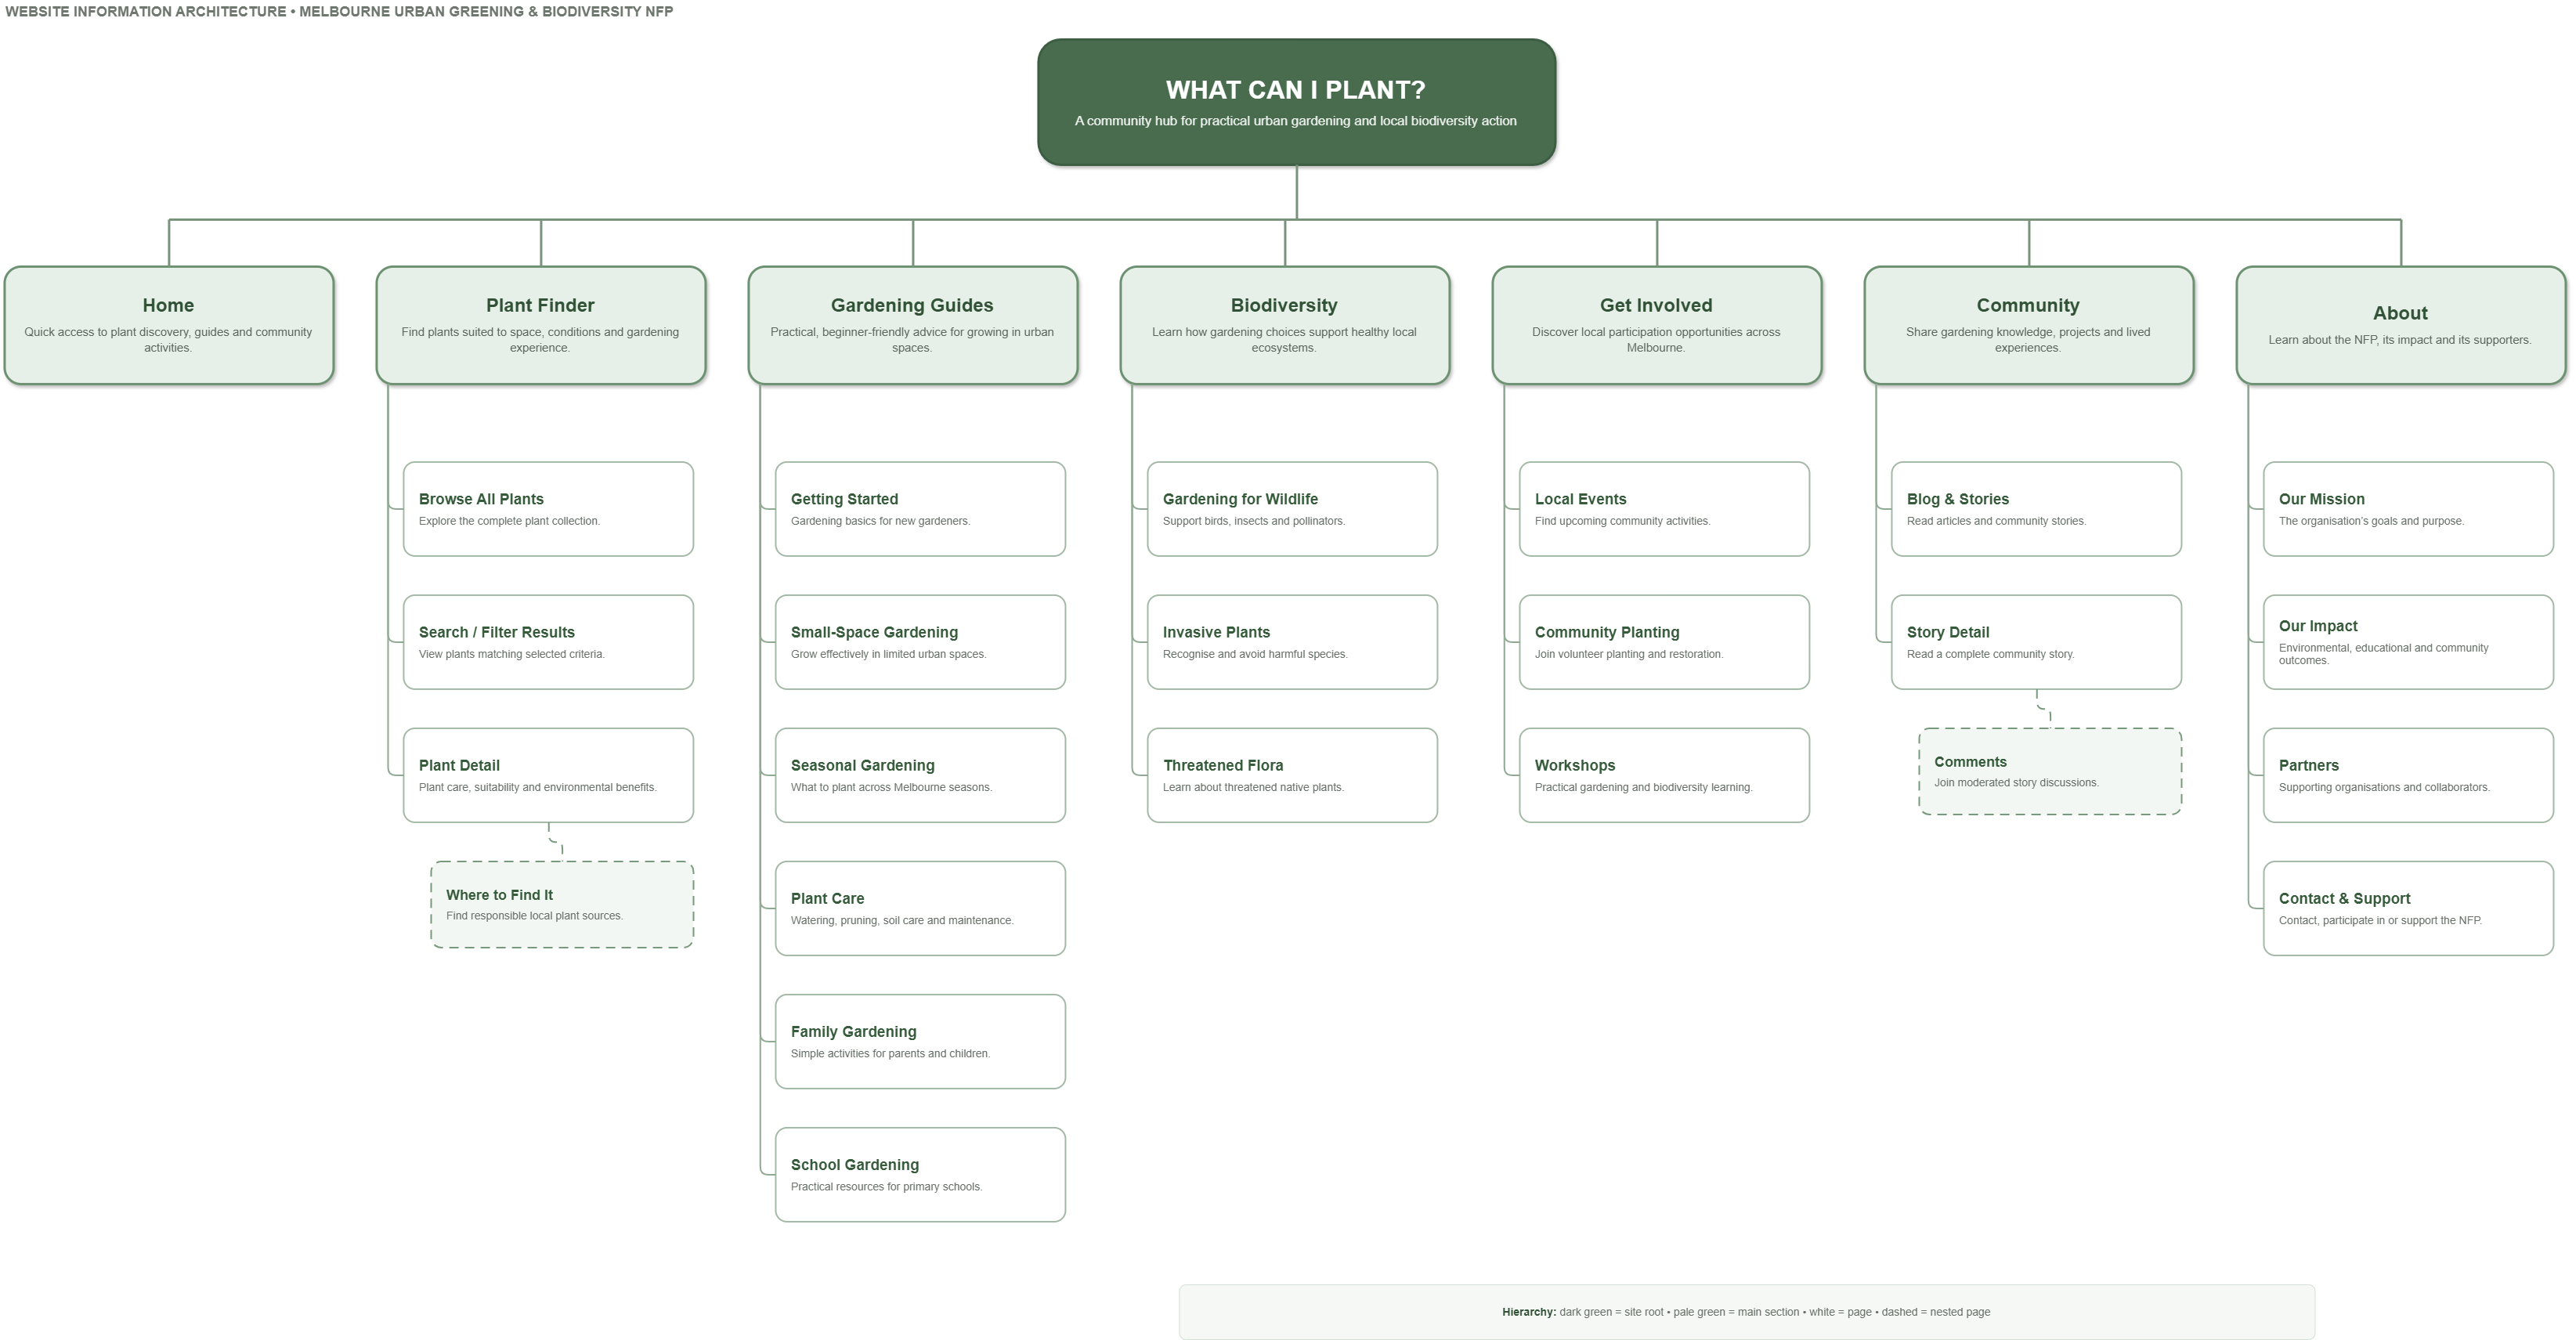 WEBSITE INFORMATION ARCHITECTURE • MELBOURNE URBAN GREENING & BIODIVERSITY NFP
WHAT CAN I PLANT?
A community hub for practical urban gardening and local biodiversity action
Home
Quick access to plant discovery, guides and community
activities.
Plant Finder
Find plants suited to space, conditions and gardening
experience.
Gardening Guides
Practical, beginner-friendly advice for growing in urban
spaces.
Biodiversity
Learn how gardening choices support healthy local
ecosystems.
Get Involved
Discover local participation opportunities across
Melbourne.
Community
Share gardening knowledge, projects and lived
experiences.
About
Learn about the NFP, its impact and its supporters.
Browse All Plants
Explore the complete plant collection.
Search / Filter Results
View plants matching selected criteria.
Plant Detail
Plant care, suitability and environmental benefits.
Where to Find It
Find responsible local plant sources.
Getting Started
Gardening basics for new gardeners.
Small-Space Gardening
Grow effectively in limited urban spaces.
Seasonal Gardening
What to plant across Melbourne seasons.
Plant Care
Watering, pruning, soil care and maintenance.
Family Gardening
Simple activities for parents and children.
School Gardening
Practical resources for primary schools.
Gardening for Wildlife
Support birds, insects and pollinators.
Invasive Plants
Recognise and avoid harmful species.
Threatened Flora
Learn about threatened native plants.
Local Events
Find upcoming community activities.
Community Planting
Join volunteer planting and restoration.
Workshops
Practical gardening and biodiversity learning.
Blog & Stories
Read articles and community stories.
Story Detail
Read a complete community story.
Comments
Join moderated story discussions.
Our Mission
The organisation’s goals and purpose.
Our Impact
Environmental, educational and community
outcomes.
Partners
Supporting organisations and collaborators.
Contact & Support
Contact, participate in or support the NFP.
Hierarchy: dark green = site root • pale green = main section • white = page • dashed = nested page